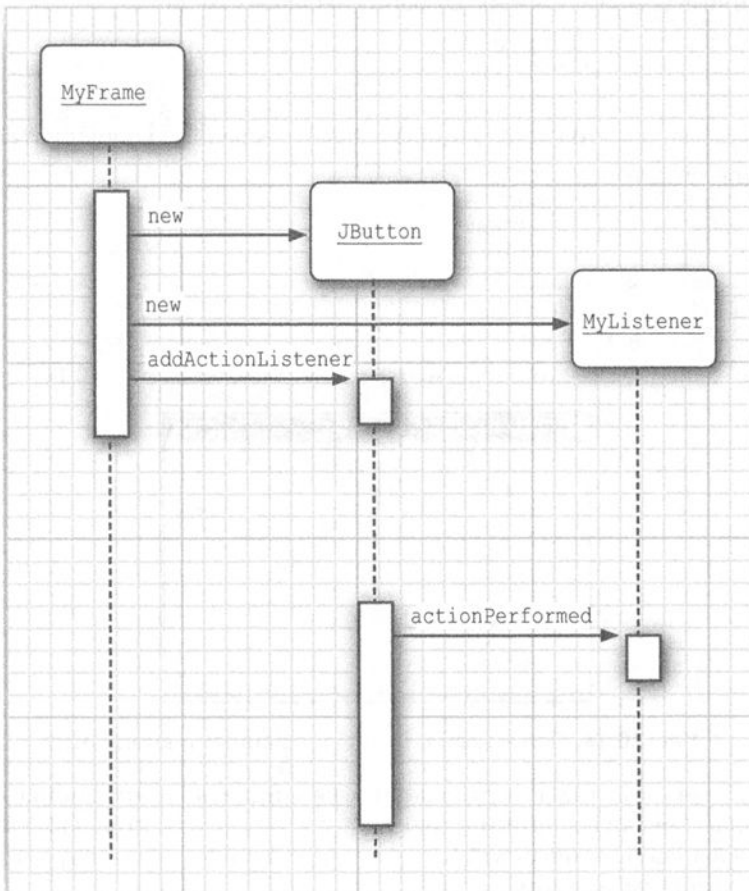 MyFrame
new
JButton
new
MyListener
addActionListener
actionPerformed